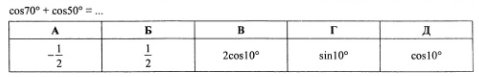 cos70° + cos50° = ...
А Б В Г Д
-1/2 1/2 2cos10° sin10° cos10°